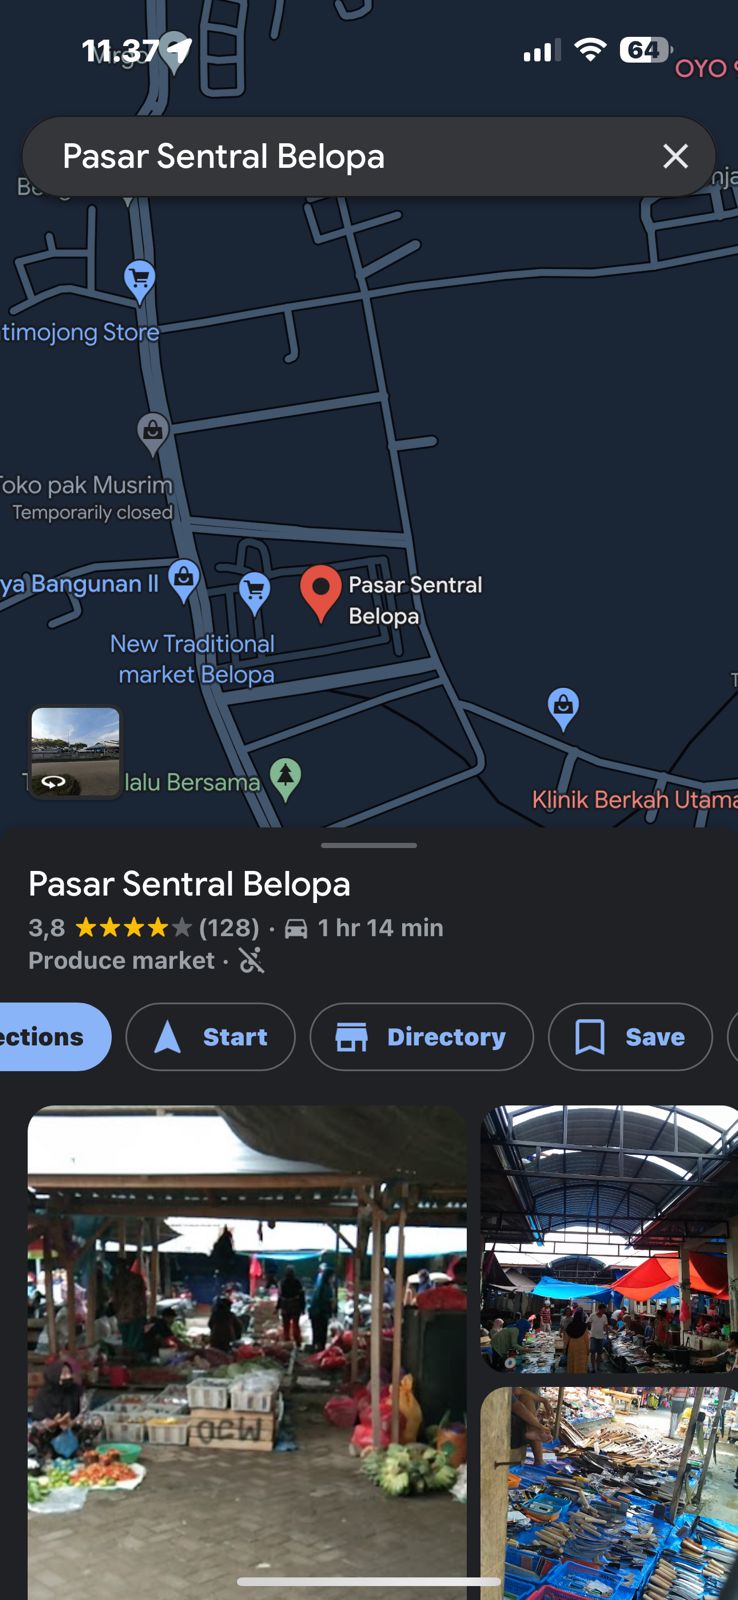 11.37
Virgo
64
OYO
Pasar Sentral Belopa
timojong Store
Toko pak Musrim
Temporarily closed
ya Bangunan II
Pasar Sentral
Belopa
New Traditional
market Belopa
lalu Bersama
Klinik Berkah Utama
Pasar Sentral Belopa
3,8 (128) · 1 hr 14 min
Produce market ·
ections Start Directory Save